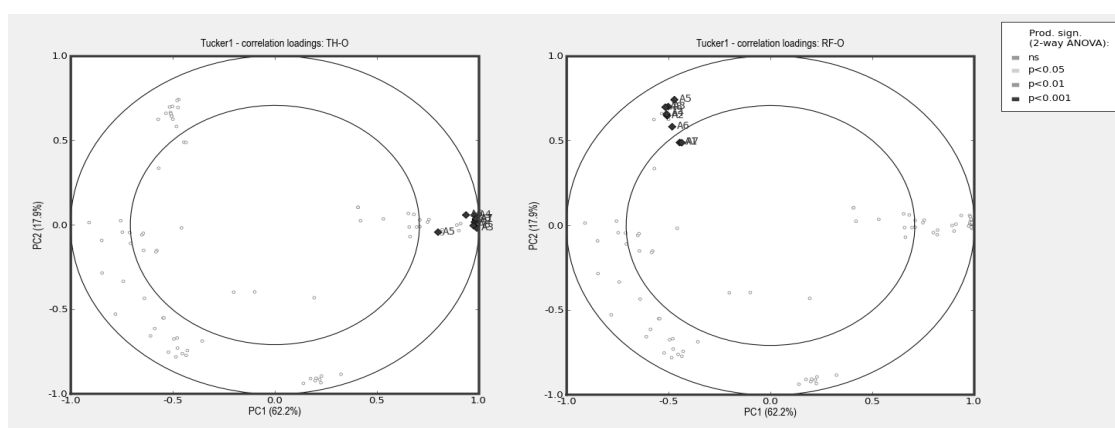 Tucker1 - correlation loadings: TH-O
1.0
0.5
0.0
-0.5
-1.0
PC2 (17.9%)
A4
A3
A5
-1.0 -0.5 0.0 0.5 1.0
PC1 (62.2%)
Tucker1 - correlation loadings: RF-O
1.0
0.5
0.0
-0.5
-1.0
PC2 (17.9%)
A5
A2
A6
A7
-1.0 -0.5 0.0 0.5 1.0
PC1 (62.2%)
Prod. sign.
(2-way ANOVA):
ns
p<0.05
p<0.01
p<0.001